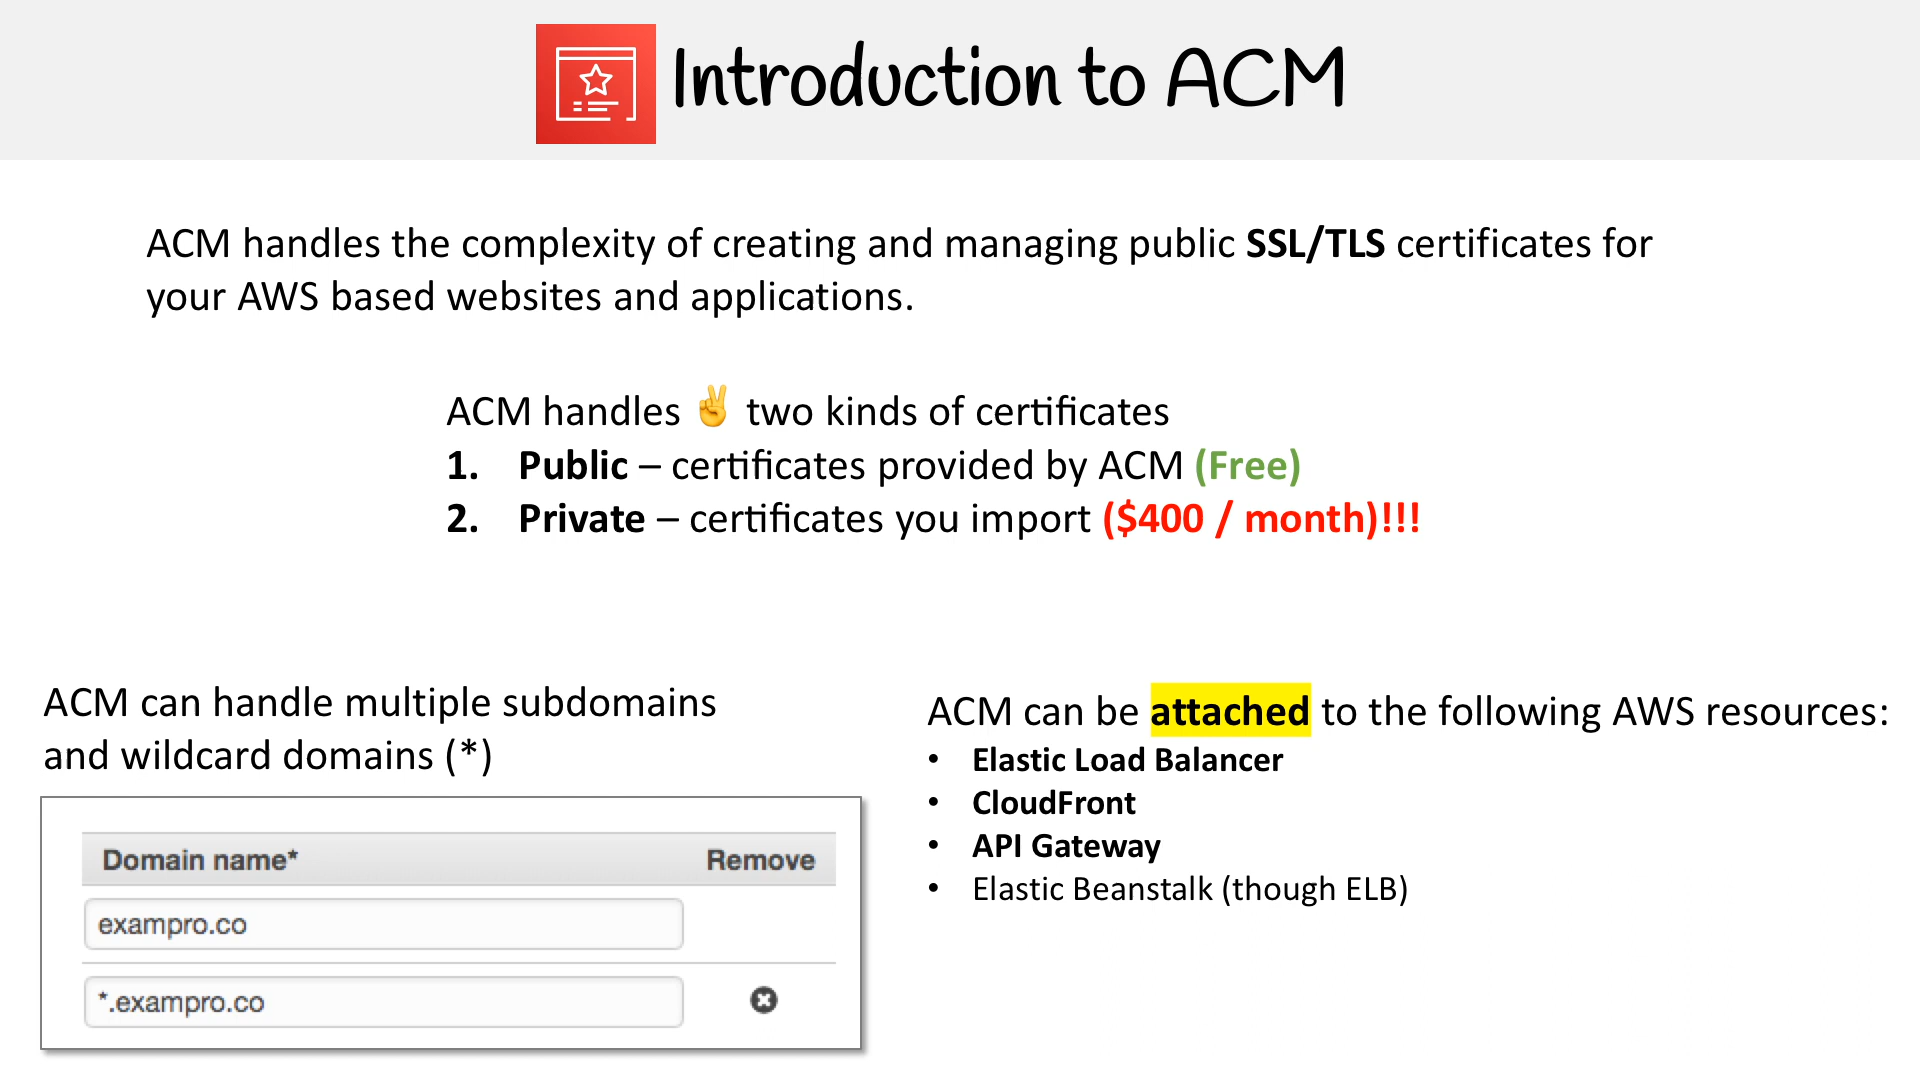 Introduction to ACM
ACM handles the complexity of creating and managing public SSL/TLS certificates for
your AWS based websites and applications.
ACM handles ✌️ two kinds of certificates
1. Public – certificates provided by ACM (Free)
2. Private – certificates you import ($400 / month)!!!
ACM can handle multiple subdomains
and wildcard domains (*)
Domain name* Remove
exampro.co
*.exampro.co
ACM can be attached to the following AWS resources:
• Elastic Load Balancer
• CloudFront
• API Gateway
• Elastic Beanstalk (though ELB)